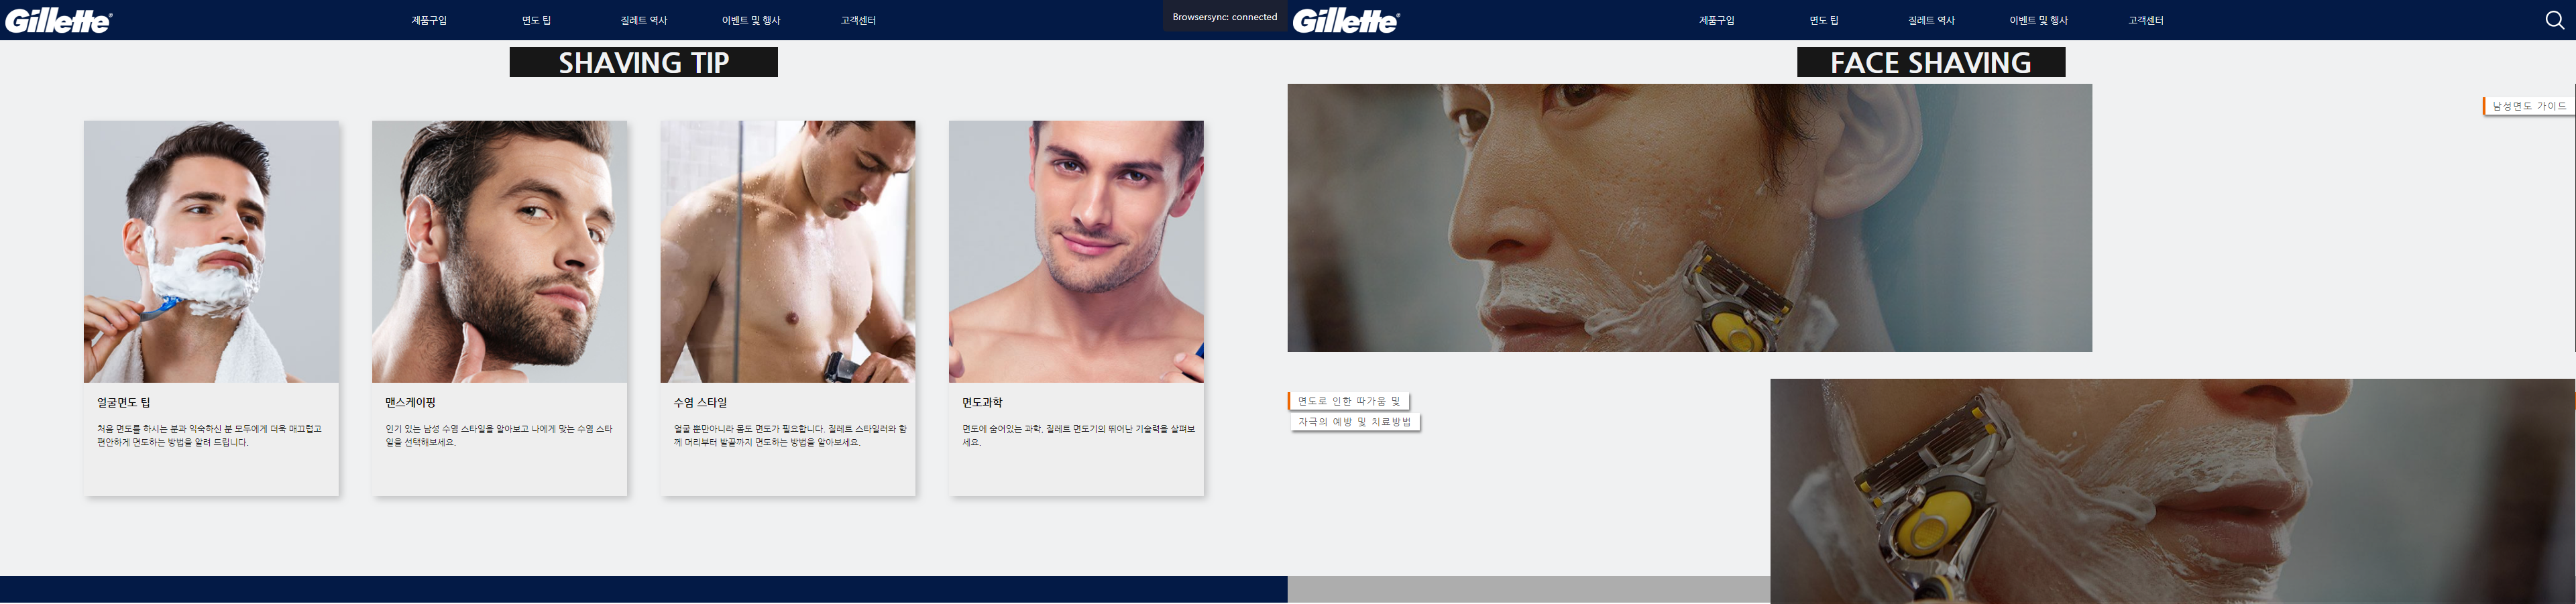 Gillette®
제품구입
면도 팁
질레트 역사
이벤트 및 행사
고객센터
Browsersync: connected
SHAVING TIP
얼굴면도 팁
처음 면도를 하시는 분과 익숙하신 분 모두에게 더욱 매끄럽고
편안하게 면도하는 방법을 알려 드립니다.
맨스케이핑
인기 있는 남성 수염 스타일을 알아보고 나에게 맞는 수염 스타
일을 선택해보세요.
수염 스타일
얼굴 뿐만아니라 몸도 면도가 필요합니다. 질레트 스타일러와 함
께 머리부터 발끝까지 면도하는 방법을 알아보세요.
면도과학
면도에 숨어있는 과학, 질레트 면도기의 뛰어난 기술력을 살펴보
세요.
Gillette®
제품구입
면도 팁
질레트 역사
이벤트 및 행사
고객센터
FACE SHAVING
남성면도 가이드
면도로 인한 따가움 및
자극의 예방 및 치료방법